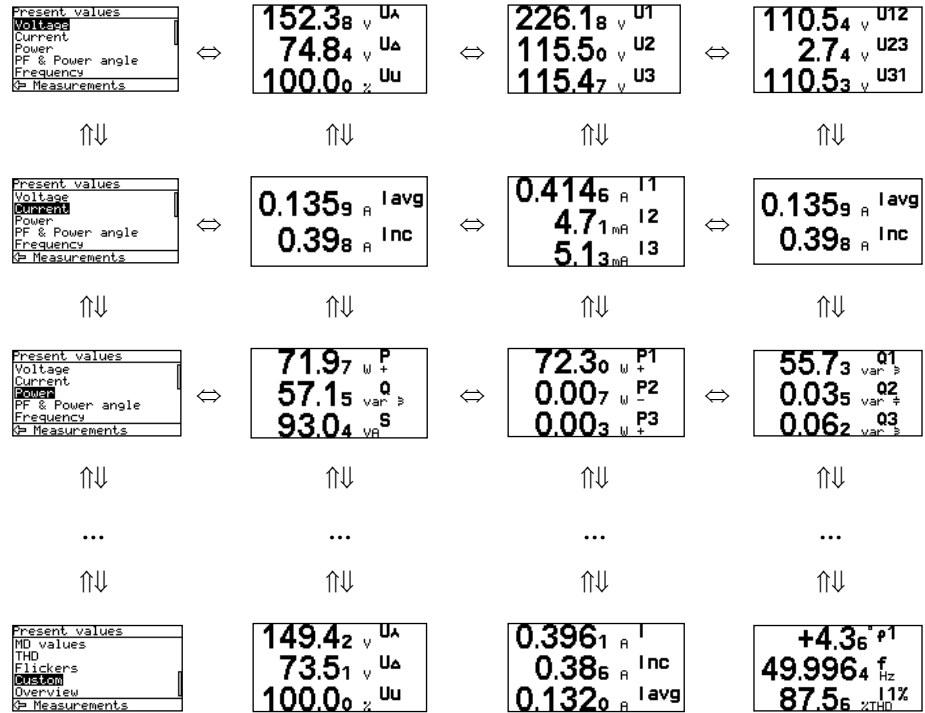 Present values
Voltage
Current
Power
PF & Power angle
Frequency
⇦ Measurements
152.38 V U⅄
74.84 V U△
100.00 % Uu
226.18 V U1
115.50 V U2
115.47 V U3
110.54 V U12
2.74 V U23
110.53 V U31
Present values
Voltage
Current
Power
PF & Power angle
Frequency
⇦ Measurements
0.1359 A Iavg
0.398 A Inc
0.4146 A I1
4.71 mA I2
5.13 mA I3
0.1359 A Iavg
0.398 A Inc
Present values
Voltage
Current
Power
PF & Power angle
Frequency
⇦ Measurements
71.97 W + P
57.15 var Q
93.04 VA S
72.30 W + P1
0.007 W − P2
0.003 W + P3
55.73 var Q1
0.035 var Q2
0.062 var Q3
...
...
...
...
Present values
MD values
THD
Flickers
Custom
Overview
⇦ Measurements
149.42 V U⅄
73.51 V U△
100.00 % Uu
0.3961 A I
0.386 A Inc
0.1320 A Iavg
+4.36° φ1
49.9964 Hz f
87.56 %THD I1%